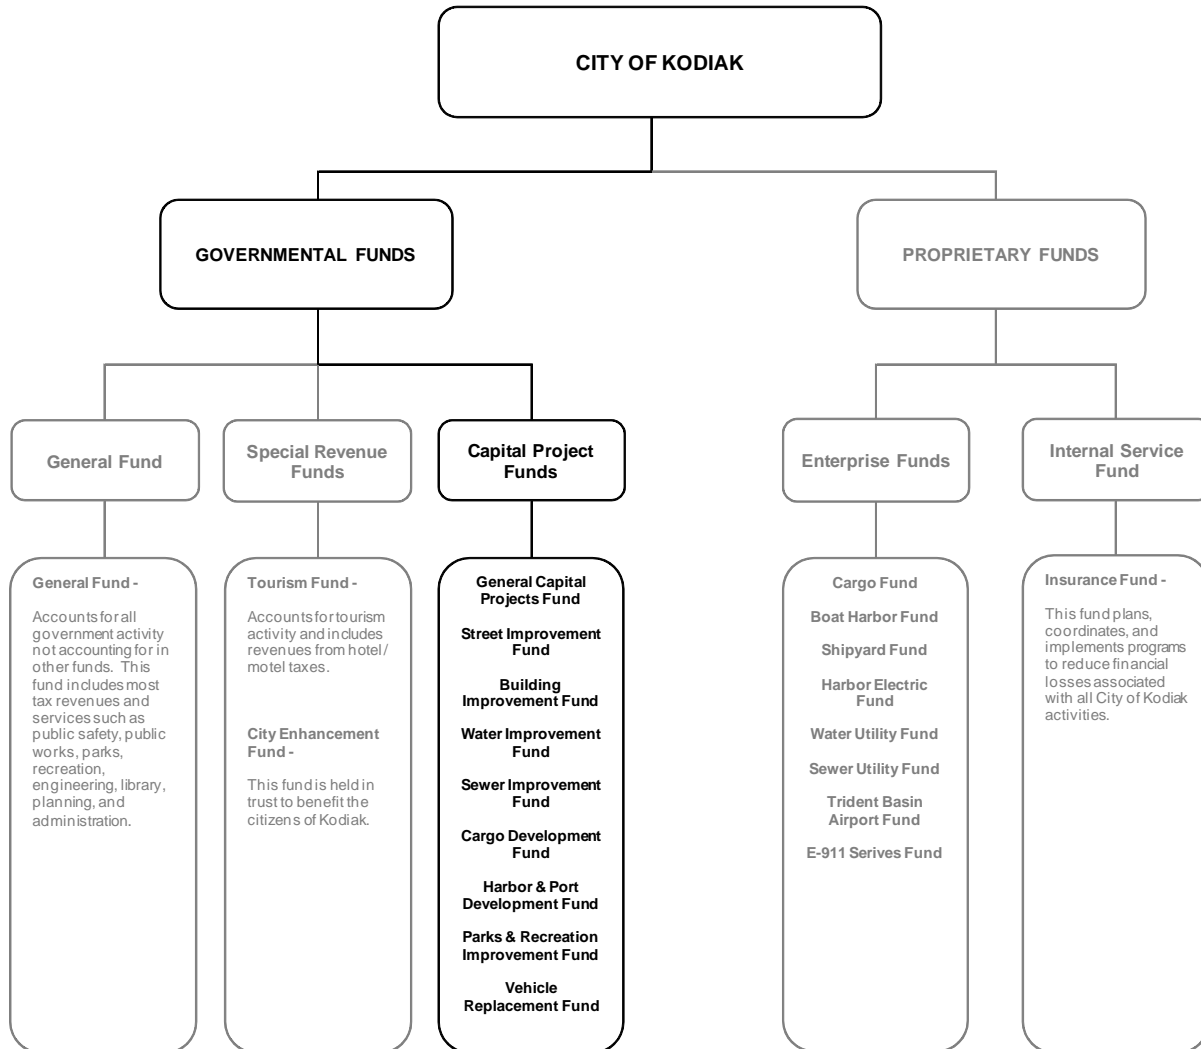 CITY OF KODIAK
GOVERNMENTAL FUNDS
PROPRIETARY FUNDS
General Fund
Special Revenue
Funds
Capital Project
Funds
Enterprise Funds
Internal Service
Fund
General Fund -
Accounts for all
government activity
not accounting for in
other funds. This
fund includes most
tax revenues and
services such as
public safety, public
works, parks,
recreation,
engineering, library,
planning, and
administration.
Tourism Fund -
Accounts for tourism
activity and includes
revenues from hotel/
motel taxes.
City Enhancement
Fund -
This fund is held in
trust to benefit the
citizens of Kodiak.
General Capital
Projects Fund
Street Improvement
Fund
Building
Improvement Fund
Water Improvement
Fund
Sewer Improvement
Fund
Cargo Development
Fund
Harbor & Port
Development Fund
Parks & Recreation
Improvement Fund
Vehicle
Replacement Fund
Cargo Fund
Boat Harbor Fund
Shipyard Fund
Harbor Electric
Fund
Water Utility Fund
Sewer Utility Fund
Trident Basin
Airport Fund
E-911 Serives Fund
Insurance Fund -
This fund plans,
coordinates, and
implements programs
to reduce financial
losses associated
with all City of Kodiak
activities.